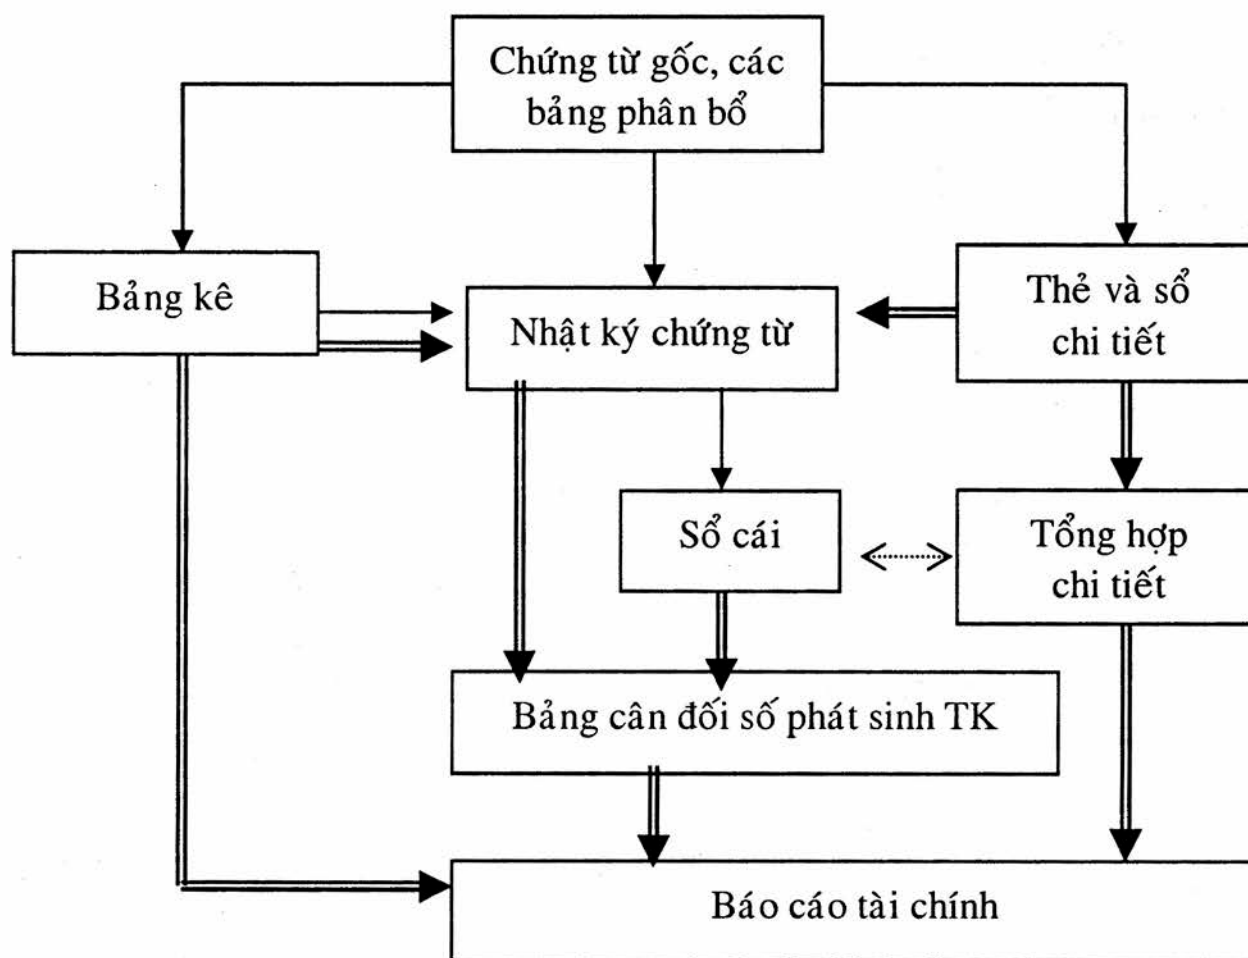 Chứng từ gốc, các
bảng phân bổ
Bảng kê
Nhật ký chứng từ
Thẻ và sổ
chi tiết
Sổ cái
Tổng hợp
chi tiết
Bảng cân đối số phát sinh TK
Báo cáo tài chính